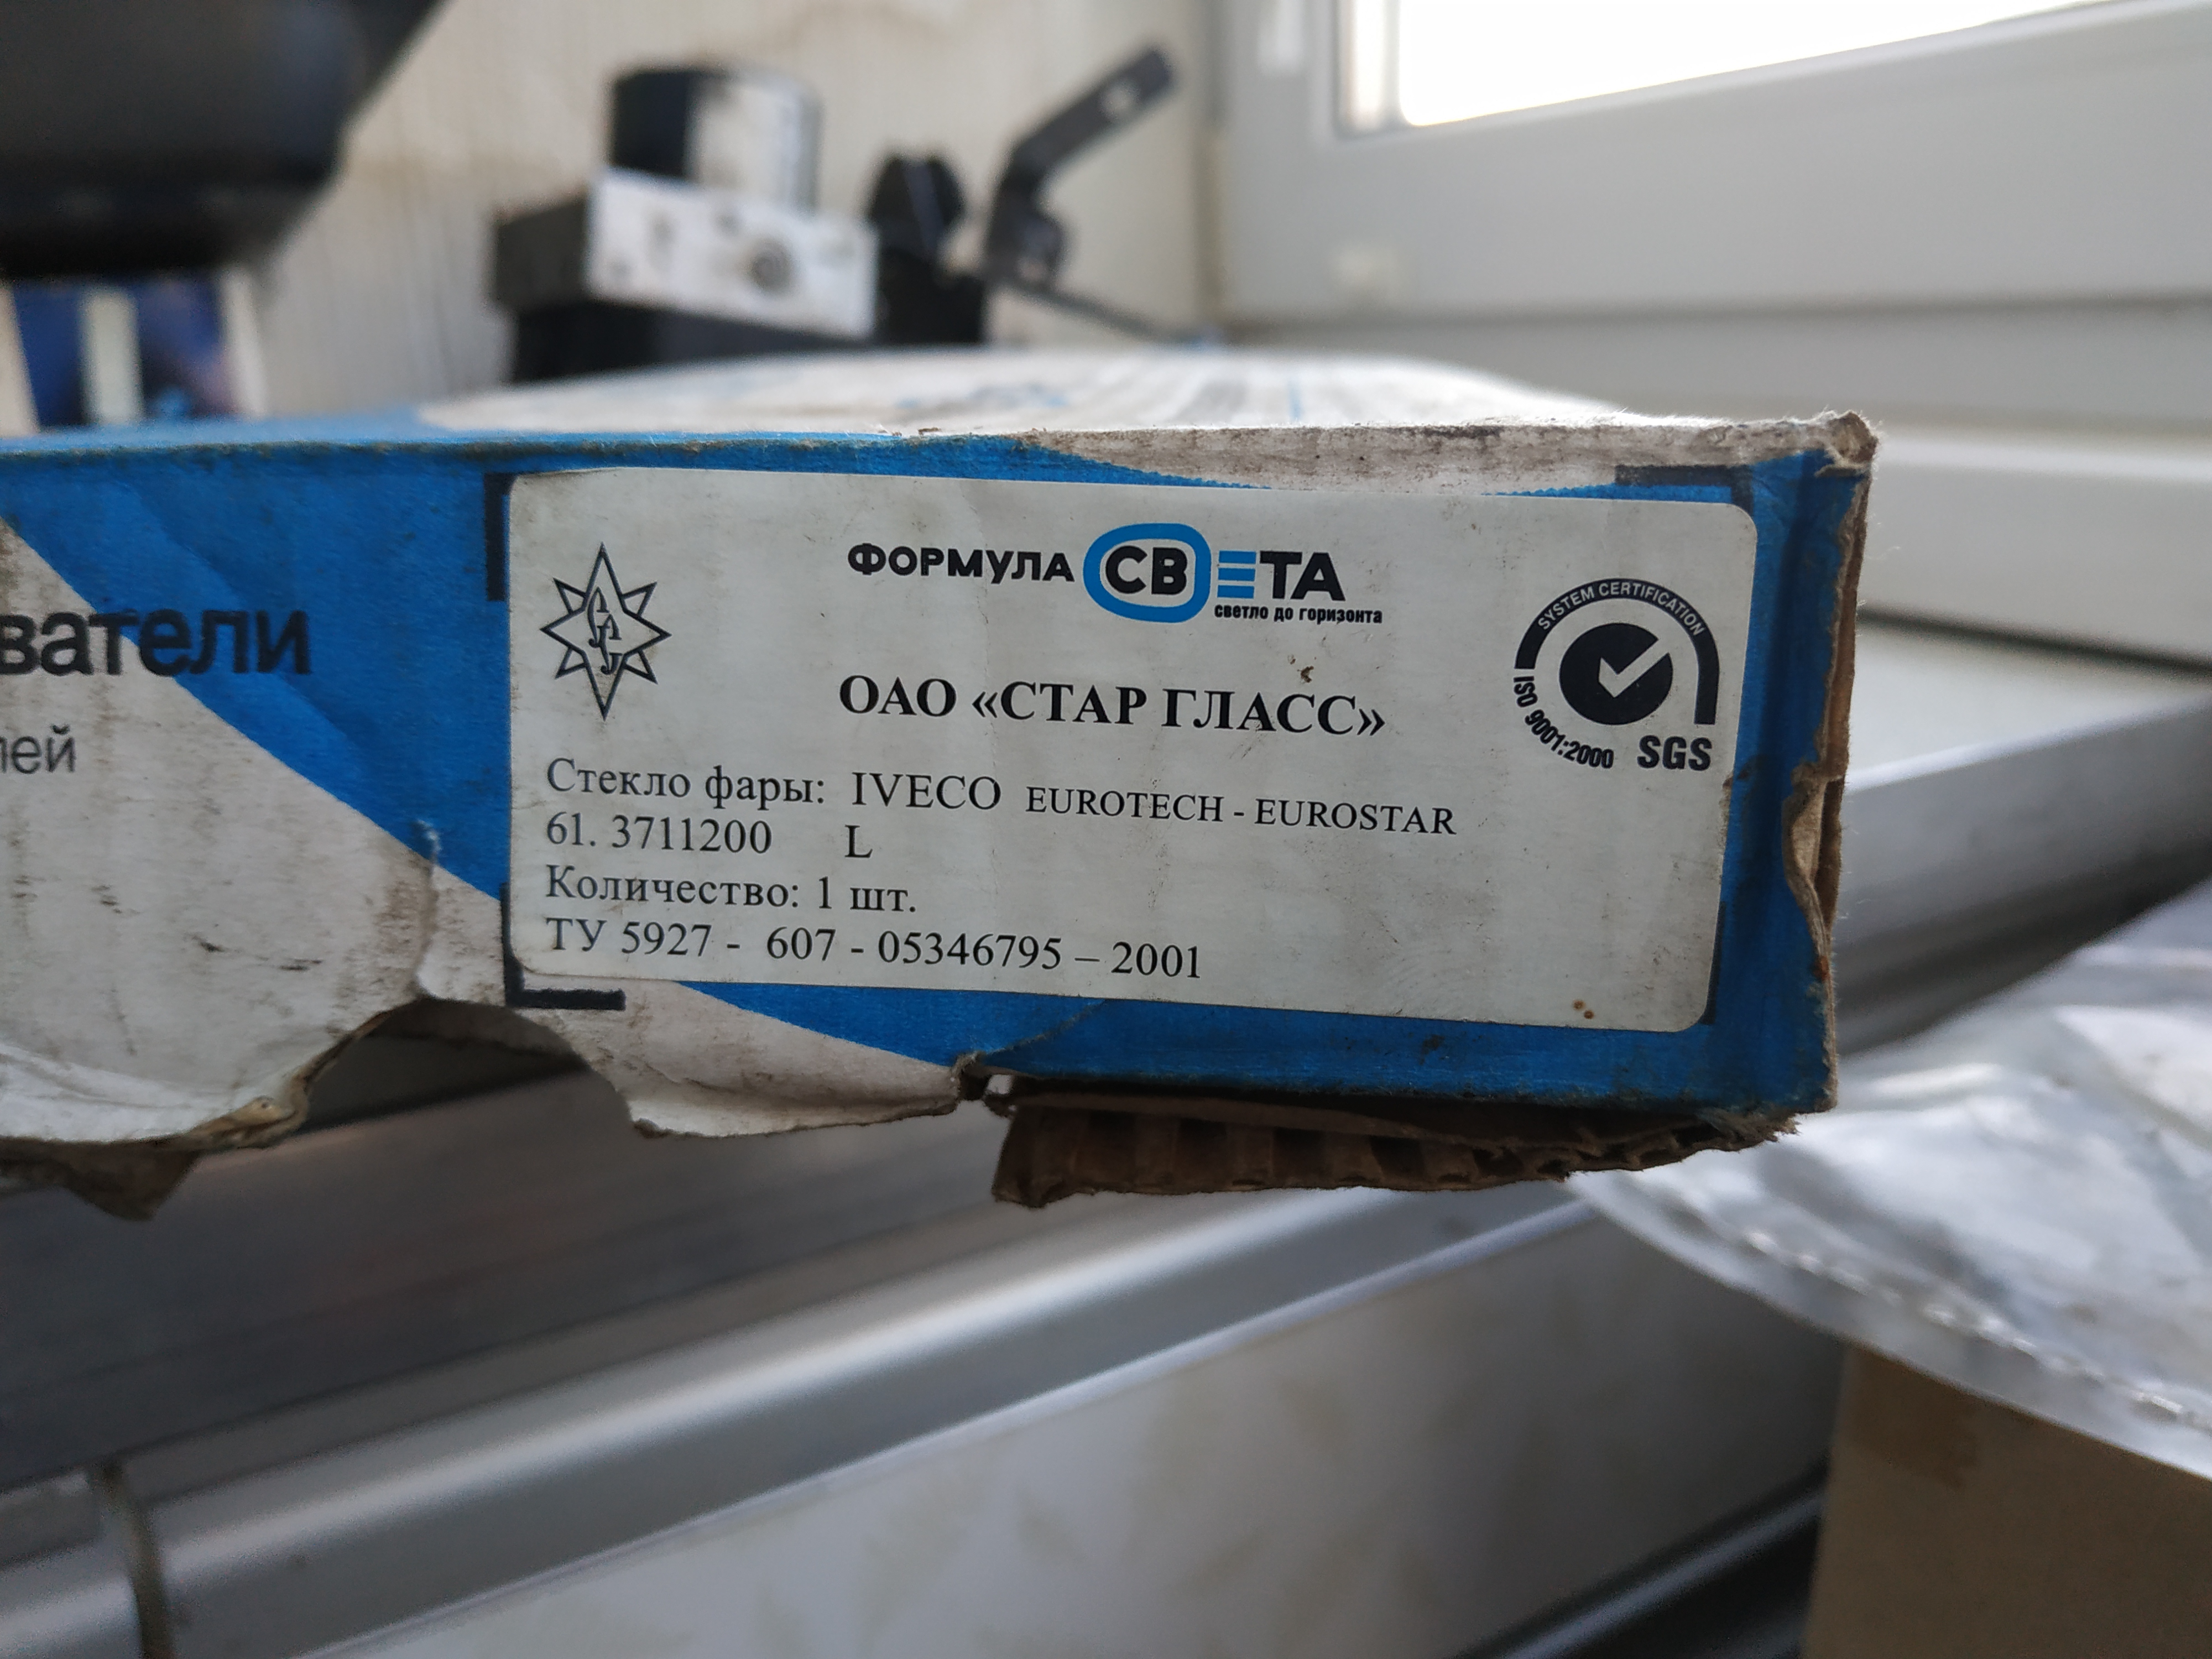 ФОРМУЛА СВЕТА
светло до горизонта
ОАО «СТАР ГЛАСС»
SYSTEM CERTIFICATION
ISO 9001:2000
SGS
Стекло фары: IVECO EUROTECH - EUROSTAR
61. 3711200 L
Количество: 1 шт.
ТУ 5927 - 607 - 05346795 – 2001
ватели
лей